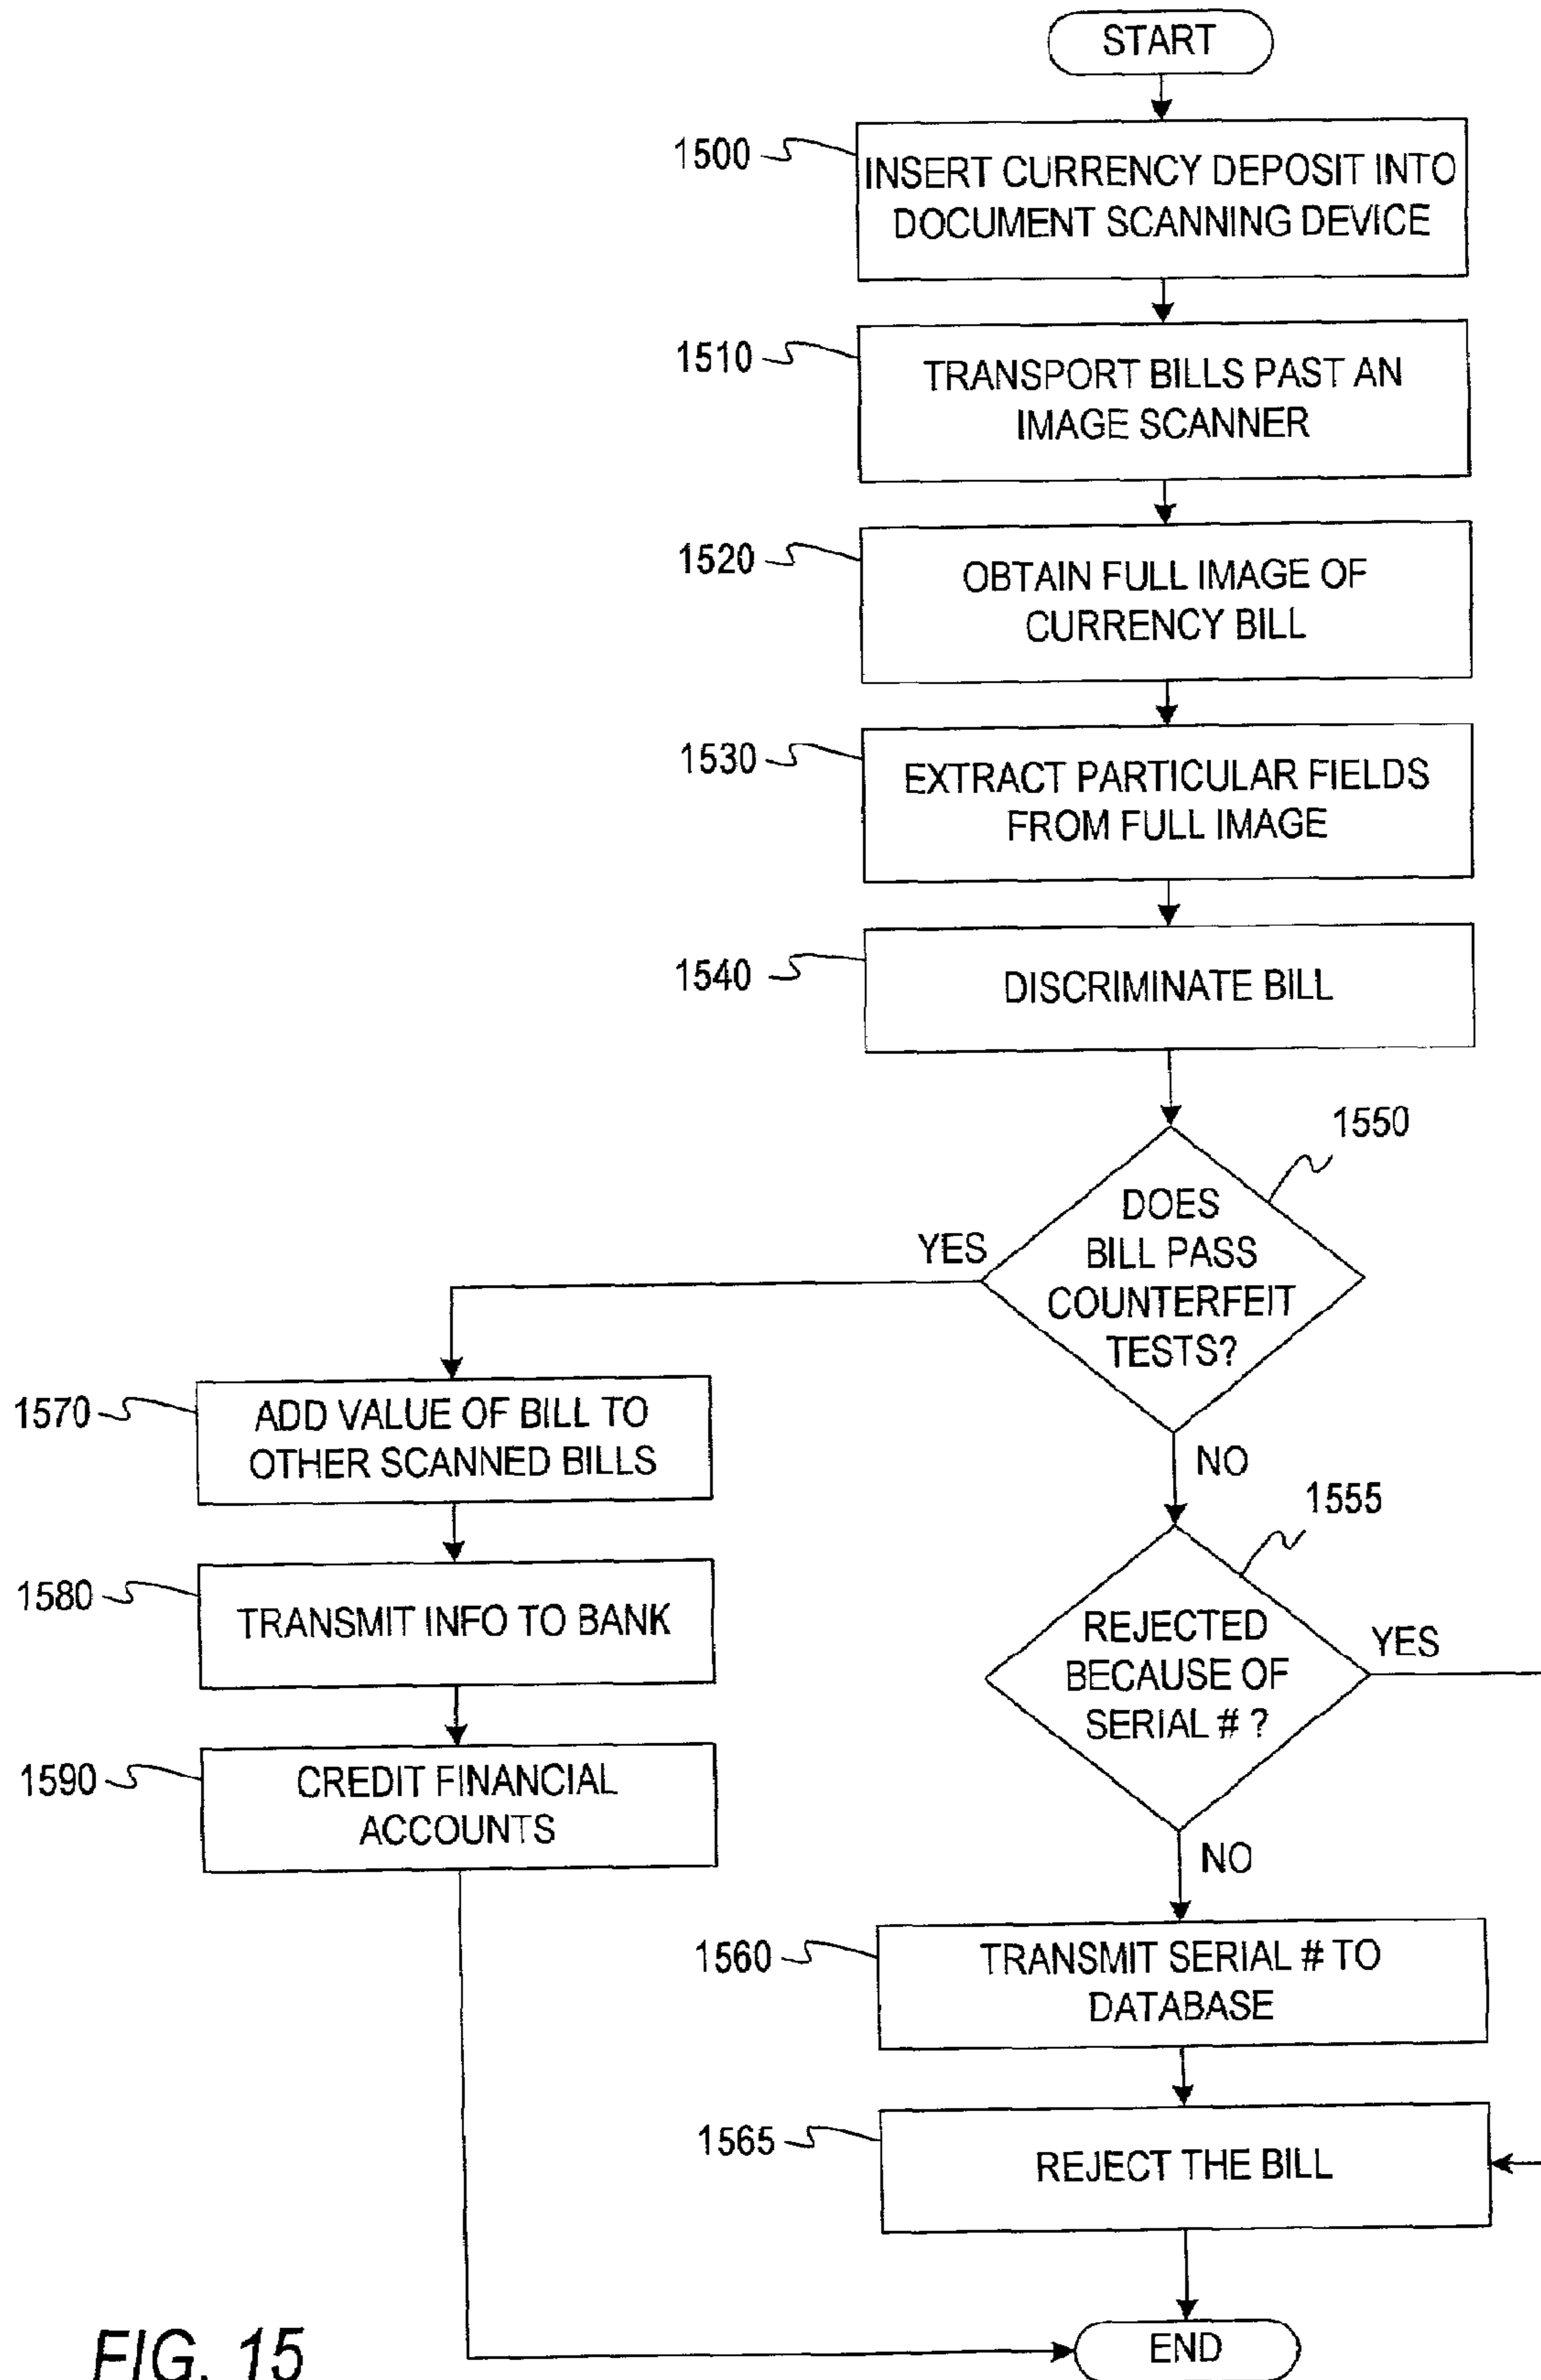 START
1500
INSERT CURRENCY DEPOSIT INTO
DOCUMENT SCANNING DEVICE
1510
TRANSPORT BILLS PAST AN
IMAGE SCANNER
1520
OBTAIN FULL IMAGE OF
CURRENCY BILL
1530
EXTRACT PARTICULAR FIELDS
FROM FULL IMAGE
1540
DISCRIMINATE BILL
1550
DOES
BILL PASS
COUNTERFEIT
TESTS?
YES
NO
1570
ADD VALUE OF BILL TO
OTHER SCANNED BILLS
1580
TRANSMIT INFO TO BANK
1590
CREDIT FINANCIAL
ACCOUNTS
1555
REJECTED
BECAUSE OF
SERIAL # ?
YES
NO
1560
TRANSMIT SERIAL # TO
DATABASE
1565
REJECT THE BILL
END
FIG. 15